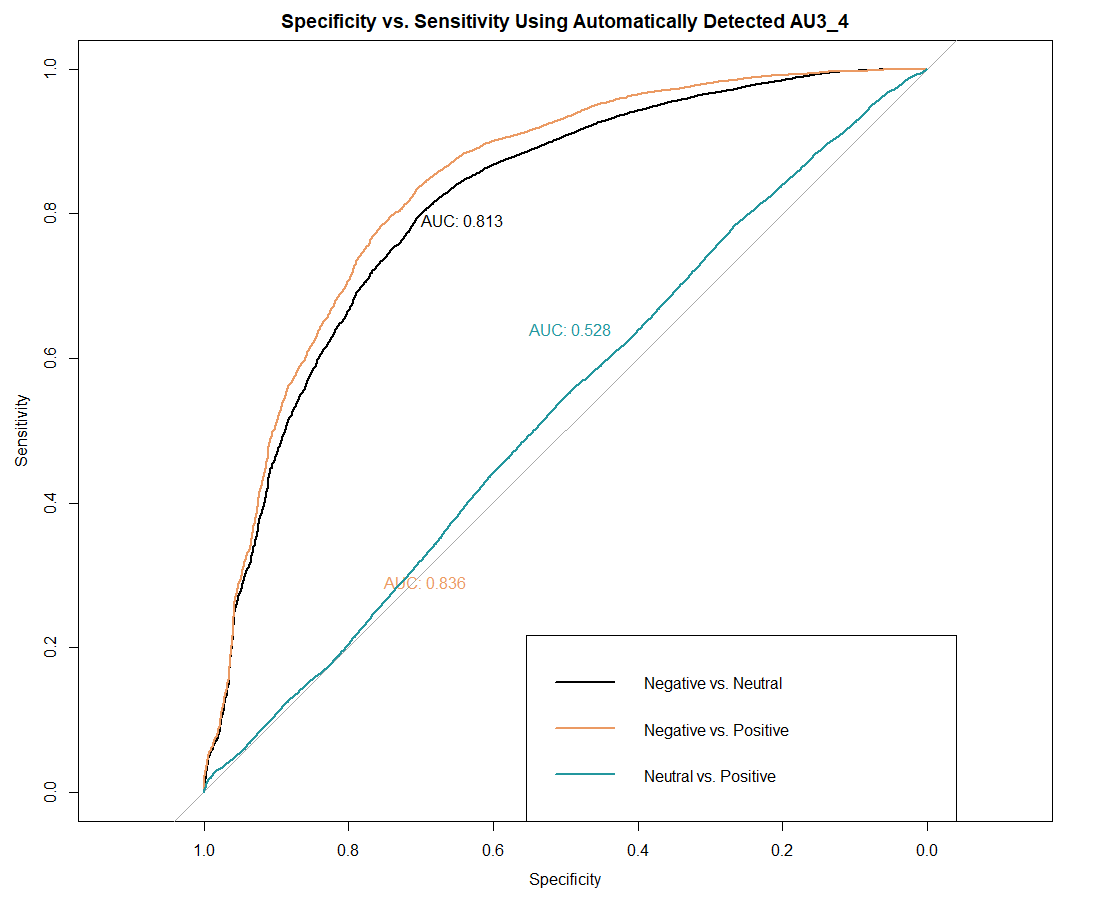 Specificity vs. Sensitivity Using Automatically Detected AU3_4
1.0
0.8
0.6
0.4
0.2
0.0
Sensitivity
AUC: 0.813
AUC: 0.528
AUC: 0.836
Negative vs. Neutral
Negative vs. Positive
Neutral vs. Positive
1.0 0.8 0.6 0.4 0.2 0.0
Specificity